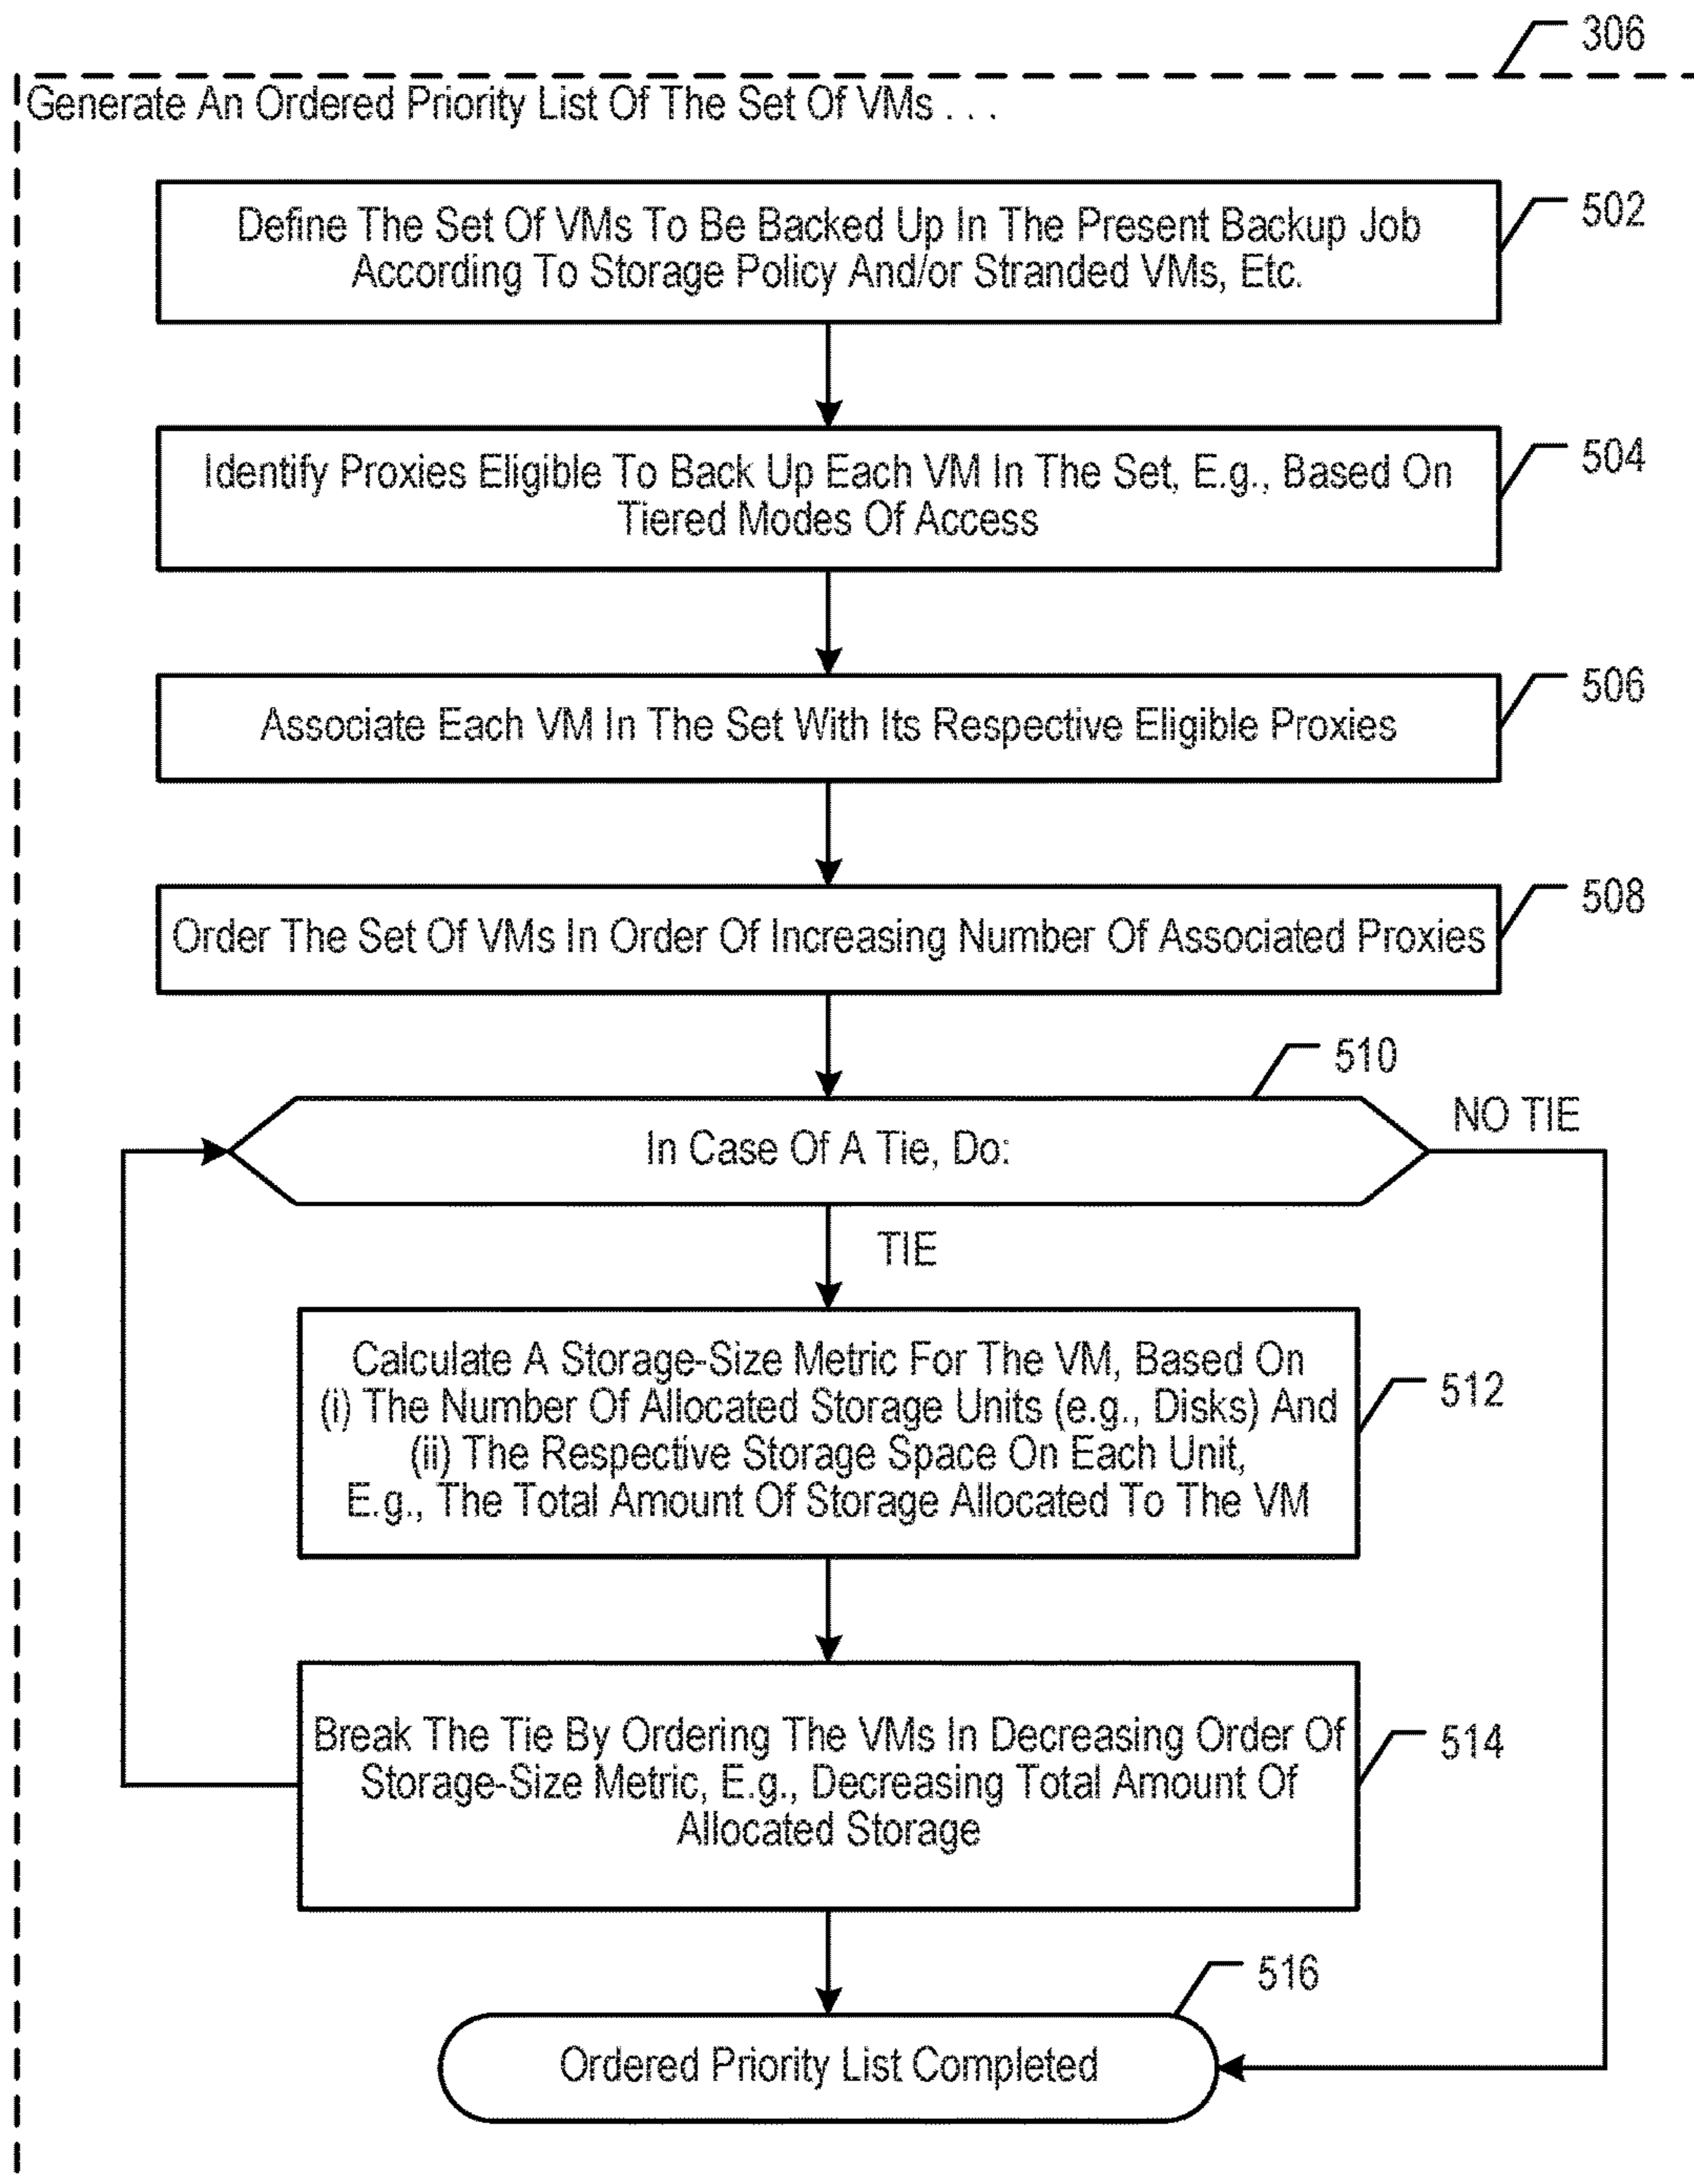 306
Generate An Ordered Priority List Of The Set Of VMs . . .
Define The Set Of VMs To Be Backed Up In The Present Backup Job
According To Storage Policy And/or Stranded VMs, Etc.
502
Identify Proxies Eligible To Back Up Each VM In The Set, E.g., Based On
Tiered Modes Of Access
504
Associate Each VM In The Set With Its Respective Eligible Proxies
506
Order The Set Of VMs In Order Of Increasing Number Of Associated Proxies
508
510
In Case Of A Tie, Do:
NO TIE
TIE
Calculate A Storage-Size Metric For The VM, Based On
(i) The Number Of Allocated Storage Units (e.g., Disks) And
(ii) The Respective Storage Space On Each Unit,
E.g., The Total Amount Of Storage Allocated To The VM
512
Break The Tie By Ordering The VMs In Decreasing Order Of
Storage-Size Metric, E.g., Decreasing Total Amount Of
Allocated Storage
514
516
Ordered Priority List Completed